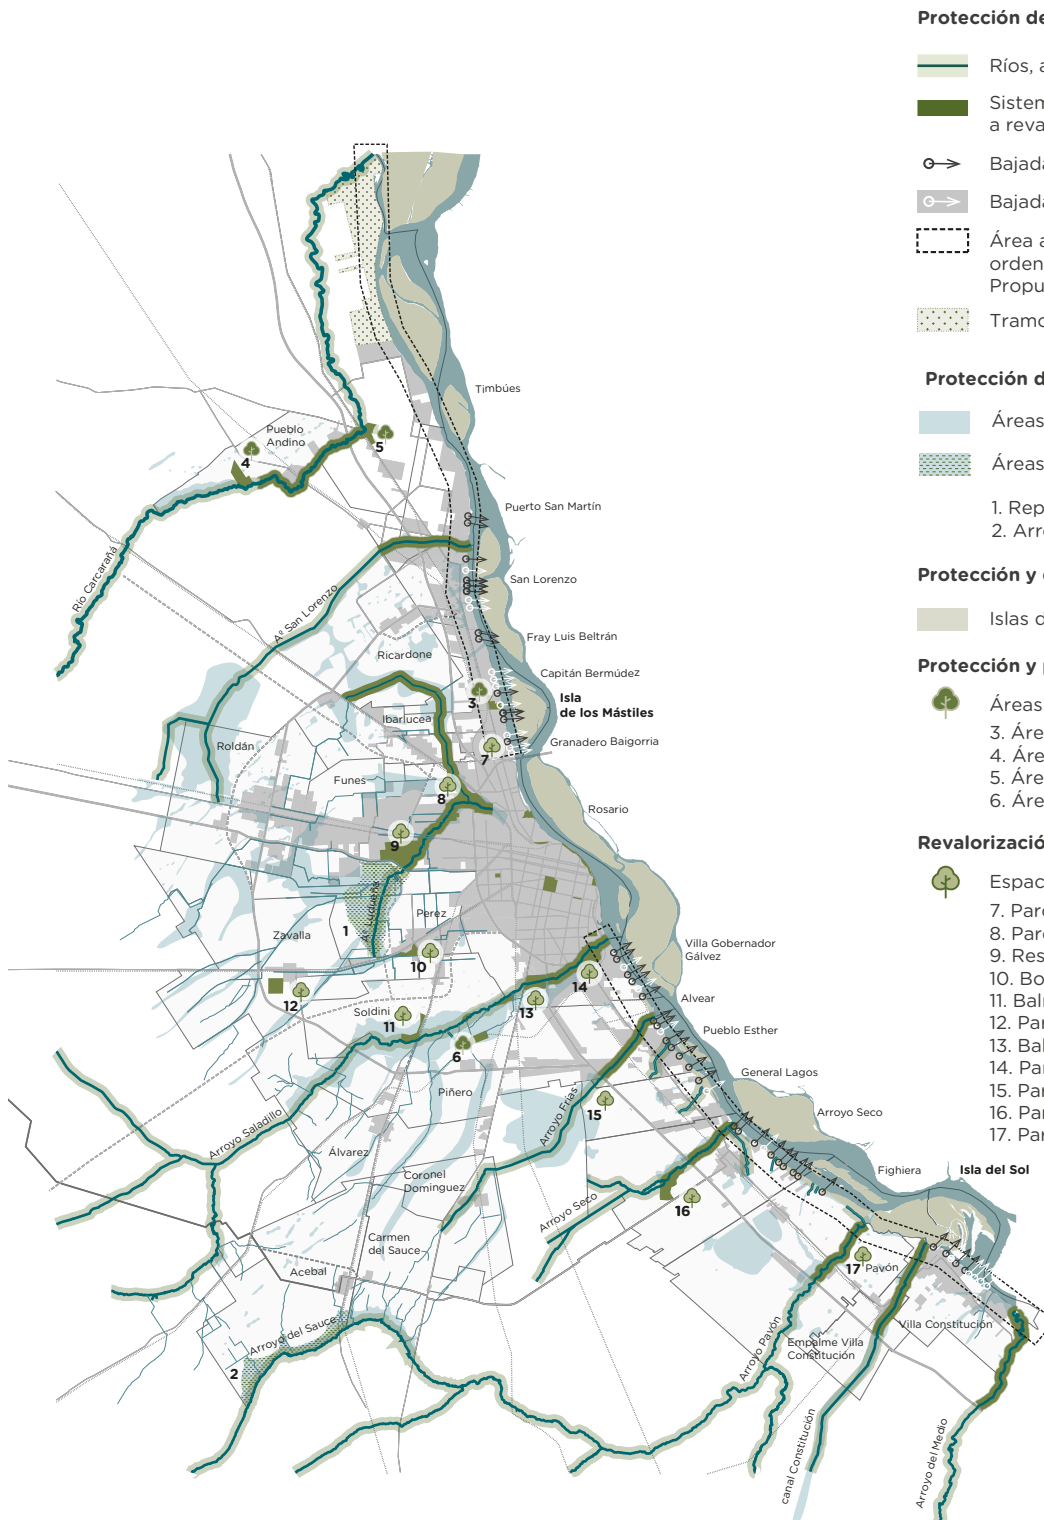 Protección de
Ríos, a
Sistem
a reva
Bajada
Bajada
Área a
orden
Propu
Tramo
Protección d
Áreas
Áreas
1. Rep
2. Arr
Protección y
Islas d
Protección y p
Áreas
3. Áre
4. Áre
5. Áre
6. Áre
Revalorizació
Espac
7. Parc
8. Parc
9. Res
10. Bo
11. Bal
12. Par
13. Bal
14. Par
15. Par
16. Par
17. Par
Timbúes
Pueblo
Andino
4
5
Puerto San Martín
Río Carcarañá
San Lorenzo
Aº San Lorenzo
Fray Luis Beltrán
Ricardone
Capitán Bermúdez
3
Isla
de los Mástiles
Ibarlucea
Granadero Baigorria
Roldán
7
Funes
8
Rosario
9
Perez
1
Zavalla
Villa Gobernador
Gálvez
10
14
12
Soldini
13
Alvear
11
Pueblo Esther
6
General Lagos
Piñero
15
Arroyo Frías
Arroyo Seco
Arroyo Saladillo
Álvarez
Fighiera
Isla del Sol
Coronel
Dominguez
Arroyo Seco
16
Carmen
del Sauce
17
Pavón
Acebal
Arroyo del Sauce
Villa Constitución
Empalme Villa
Constitución
2
Arroyo Pavón
canal Constitución
Arroyo del Medio